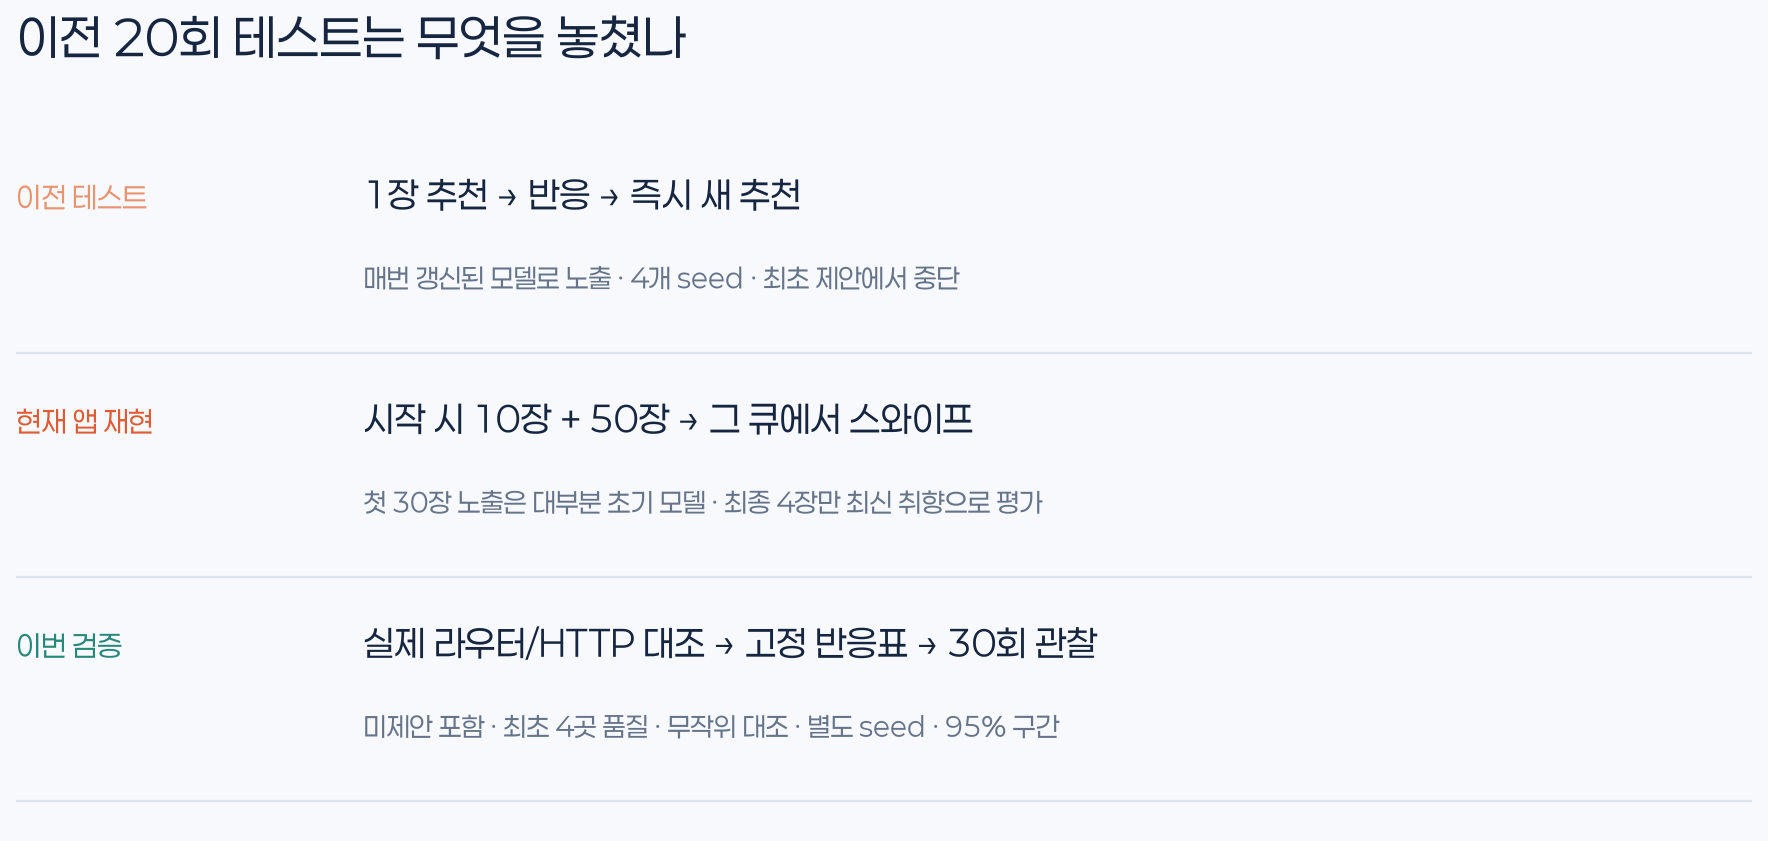 이전 20회 테스트는 무엇을 놓쳤나
이전 테스트
1장 추천 → 반응 → 즉시 새 추천
매번 갱신된 모델로 노출 · 4개 seed · 최초 제안에서 중단
현재 앱 재현
시작 시 10장 + 50장 → 그 큐에서 스와이프
첫 30장 노출은 대부분 초기 모델 · 최종 4장만 최신 취향으로 평가
이번 검증
실제 라우터/HTTP 대조 → 고정 반응표 → 30회 관찰
미제안 포함 · 최초 4곳 품질 · 무작위 대조 · 별도 seed · 95% 구간